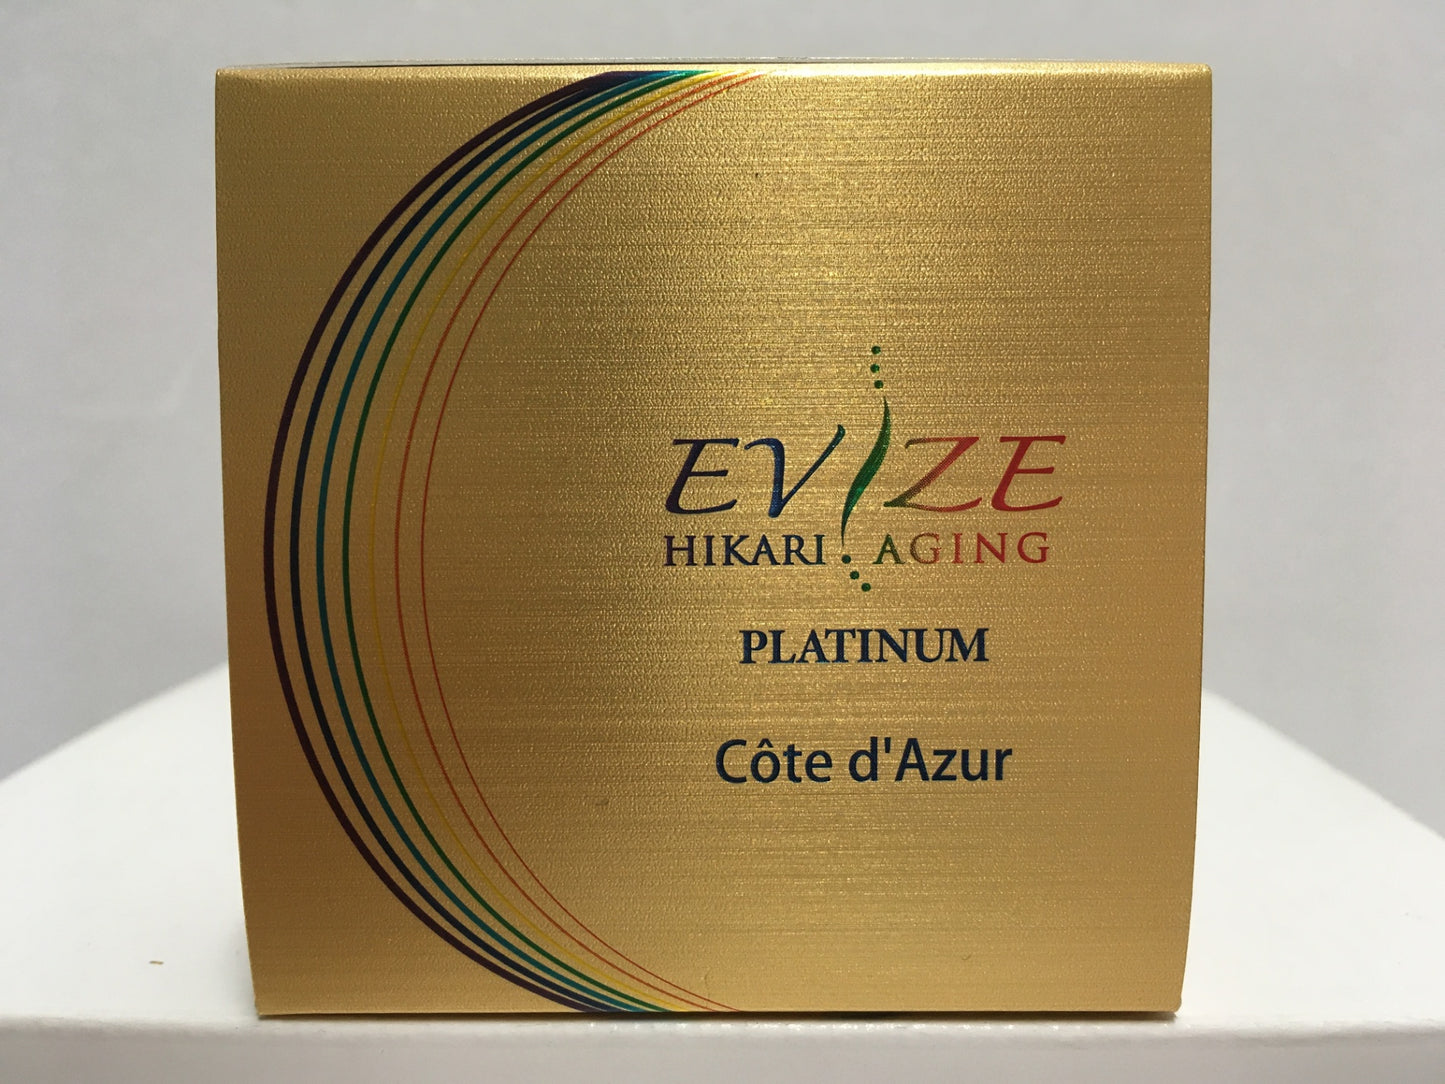 EVIZE
HIKARI AGING
PLATINUM
Côte d'Azur